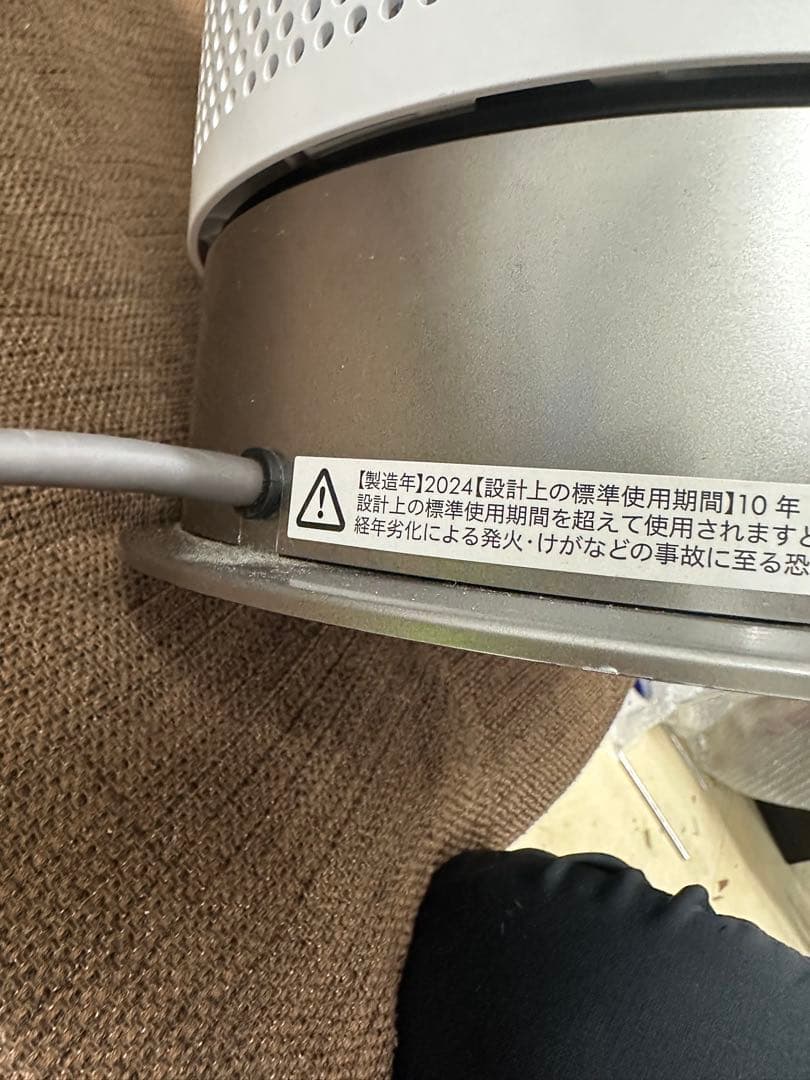 【製造年】2024【設計上の標準使用期間】10 年
設計上の標準使用期間を超えて使用されますと
経年劣化による発火・けがなどの事故に至る恐